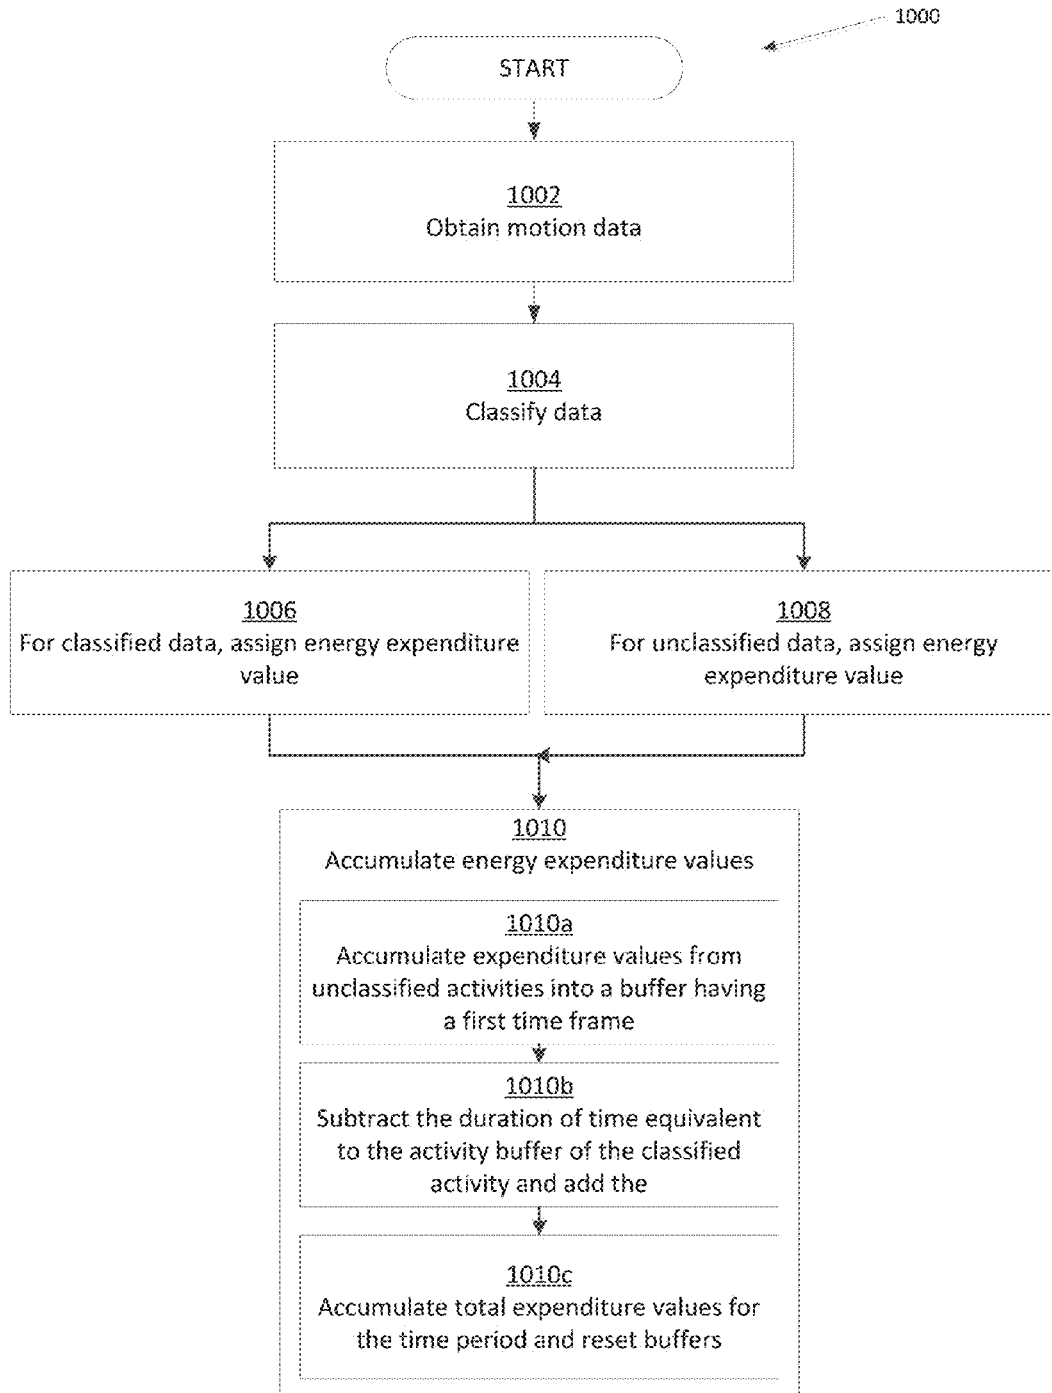 1000
START
1002
Obtain motion data
1004
Classify data
1006
For classified data, assign energy expenditure
value
1008
For unclassified data, assign energy
expenditure value
1010
Accumulate energy expenditure values
1010a
Accumulate expenditure values from
unclassified activities into a buffer having
a first time frame
1010b
Subtract the duration of time equivalent
to the activity buffer of the classified
activity and add the
1010c
Accumulate total expenditure values for
the time period and reset buffers